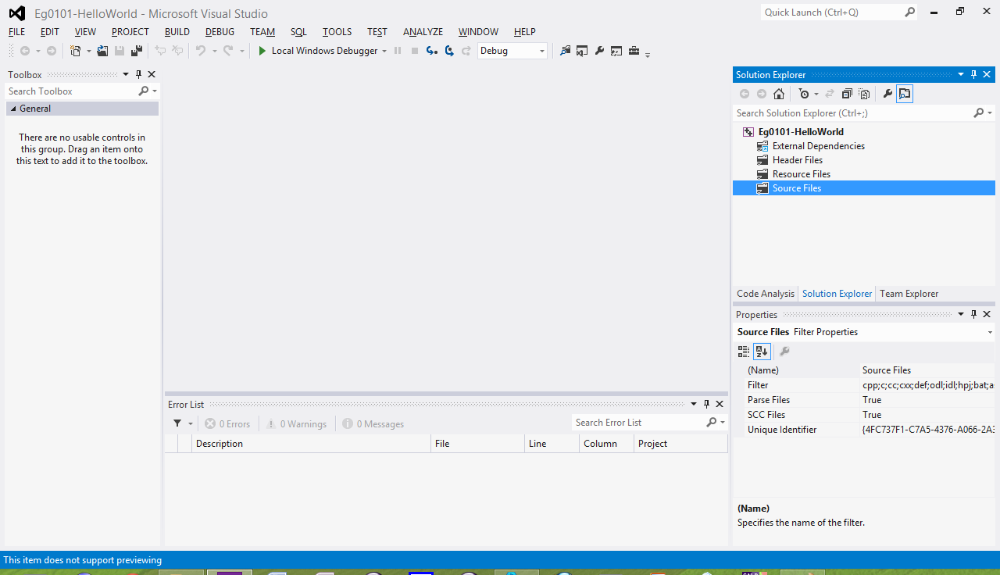 Eg0101-HelloWorld - Microsoft Visual Studio
Quick Launch (Ctrl+Q)
FILE EDIT VIEW PROJECT BUILD DEBUG TEAM SQL TOOLS TEST ANALYZE WINDOW HELP
Local Windows Debugger Debug
Toolbox
Search Toolbox
General
There are no usable controls in
this group. Drag an item onto
this text to add it to the toolbox.
Error List
0 Errors 0 Warnings 0 Messages
Search Error List
Description File Line Column Project
Solution Explorer
Search Solution Explorer (Ctrl+;)
Eg0101-HelloWorld
External Dependencies
Header Files
Resource Files
Source Files
Code Analysis Solution Explorer Team Explorer
Properties
Source Files Filter Properties
(Name) Source Files
Filter cpp;c;cc;cxx;def;odl;idl;hpj;bat;a
Parse Files True
SCC Files True
Unique Identifier {4FC737F1-C7A5-4376-A066-2A3
(Name)
Specifies the name of the filter.
This item does not support previewing